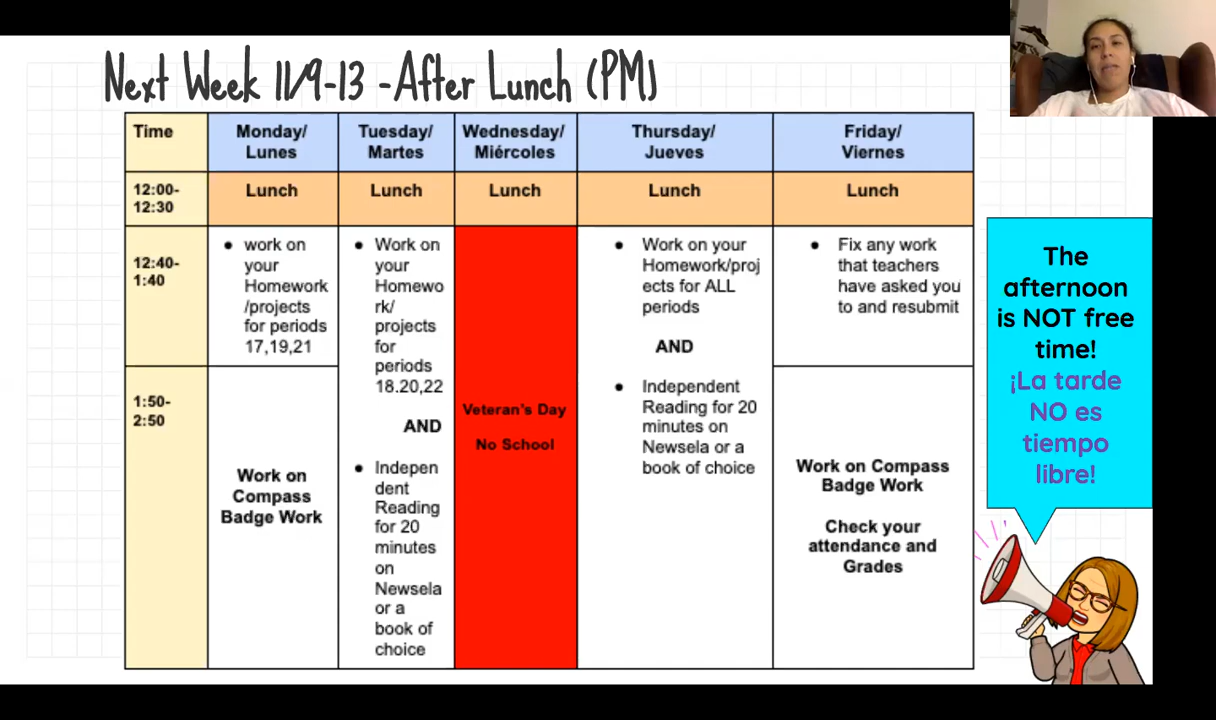 Next Week 11/9-13 -After Lunch (PM)
Time
Monday/
Lunes
Tuesday/
Martes
Wednesday/
Miércoles
Thursday/
Jueves
Friday/
Viernes
12:00-
12:30
Lunch
Lunch
Lunch
Lunch
Lunch
12:40-
1:40
● work on
your
Homework
/projects
for periods
17,19,21
● Work on
your
Homewo
rk/
projects
for
periods
18.20,22
AND
● Indepen
dent
Reading
for 20
minutes
on
Newsela
or a
book of
choice
Veteran's Day
No School
● Work on your
Homework/proj
ects for ALL
periods
AND
● Independent
Reading for 20
minutes on
Newsela or a
book of choice
● Fix any work
that teachers
have asked you
to and resubmit
1:50-
2:50
Work on
Compass
Badge Work
Work on Compass
Badge Work
Check your
attendance and
Grades
The
afternoon
is NOT free
time!
¡La tarde
NO es
tiempo
libre!